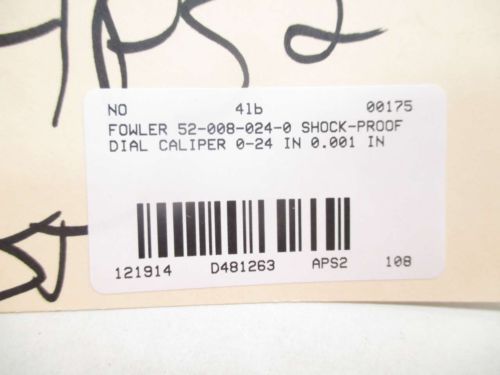 APS2
NO 41b 00175
FOWLER 52-008-024-0 SHOCK-PROOF
DIAL CALIPER 0-24 IN 0.001 IN
121914 D481263 APS2 108